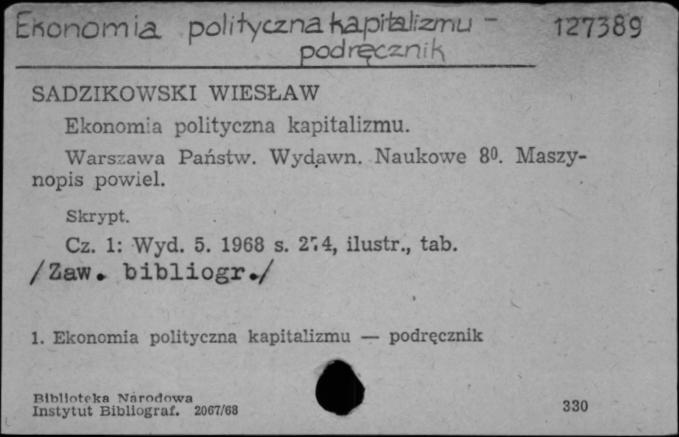 Ekonomia polityczna kapitalizmu - 127389
podręcznik
SADZIKOWSKI WIESŁAW
Ekonomia polityczna kapitalizmu.
Warszawa Państw. Wydawn. Naukowe 8⁰. Maszy-
nopis powiel.
Skrypt.
Cz. 1: Wyd. 5. 1968 s. 274, ilustr., tab.
/Zaw. bibliogr./
1. Ekonomia polityczna kapitalizmu — podręcznik
Biblioteka Narodowa
Instytut Bibliograf. 2067/68 330